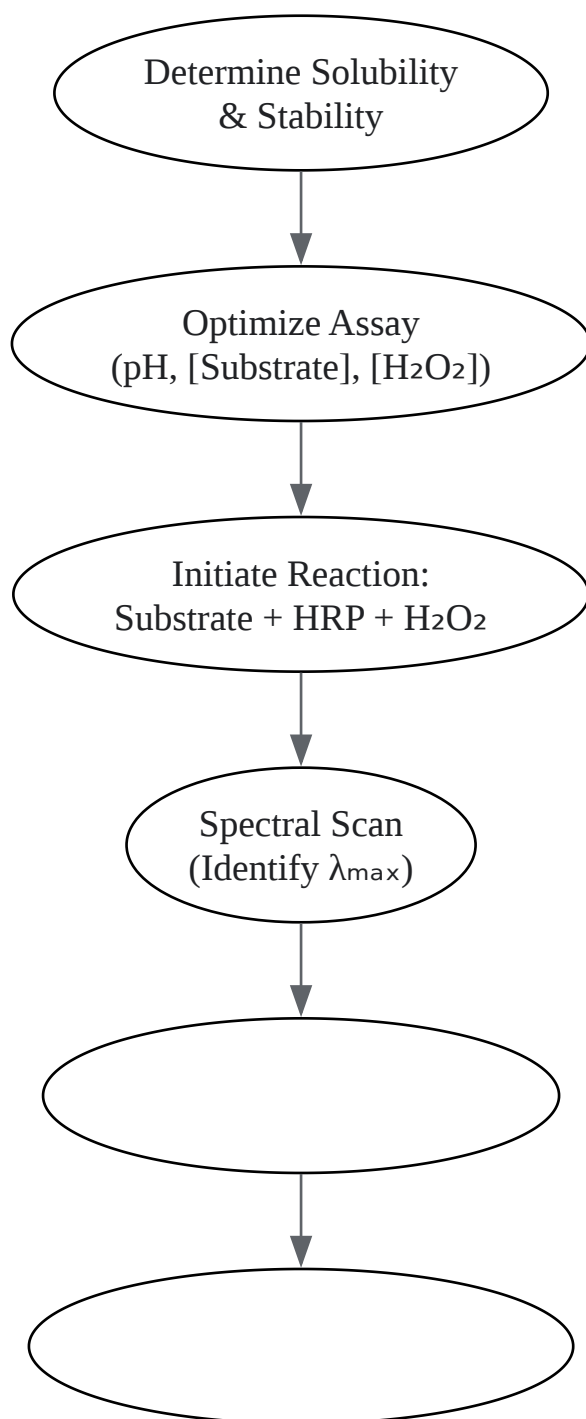 Determine Solubility
& Stability
Optimize Assay
(pH, [Substrate], [H₂O₂])
Initiate Reaction:
Substrate + HRP + H₂O₂
Spectral Scan
(Identify λₘₐₓ)